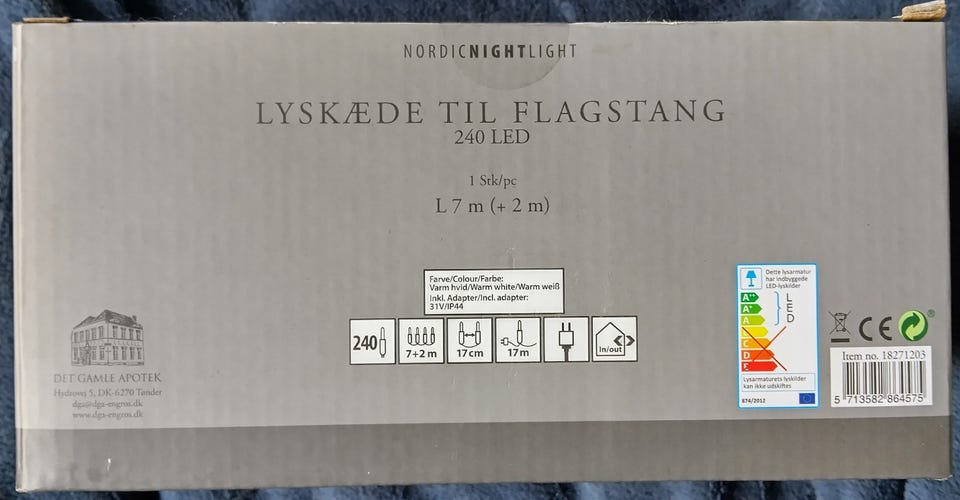 NORDICNIGHTLIGHT
LYSKÆDE TIL FLAGSTANG
240 LED
1 Stk/pc
L 7 m (+ 2 m)
Farve/Colour/Farbe:
Varm hvid/Warm white/Warm weiß
Inkl. Adapter/Incl. adapter:
31V/IP44
240
7+2 m
17cm
17m
In/out
DET GAMLE APOTEK
Hydrovej 5, DK-6270 Tønder
dga@dga-engros.dk
www.dga-engros.dk
Dette lysarmatur
har indbyggede
LED-lyskilder
A++
A+
A
B
C
D
E
LED
Lysarmaturets lyskilder
kan ikke udskiftes
874/2012
CE
®
Item no. 18271203
5 713582 864575